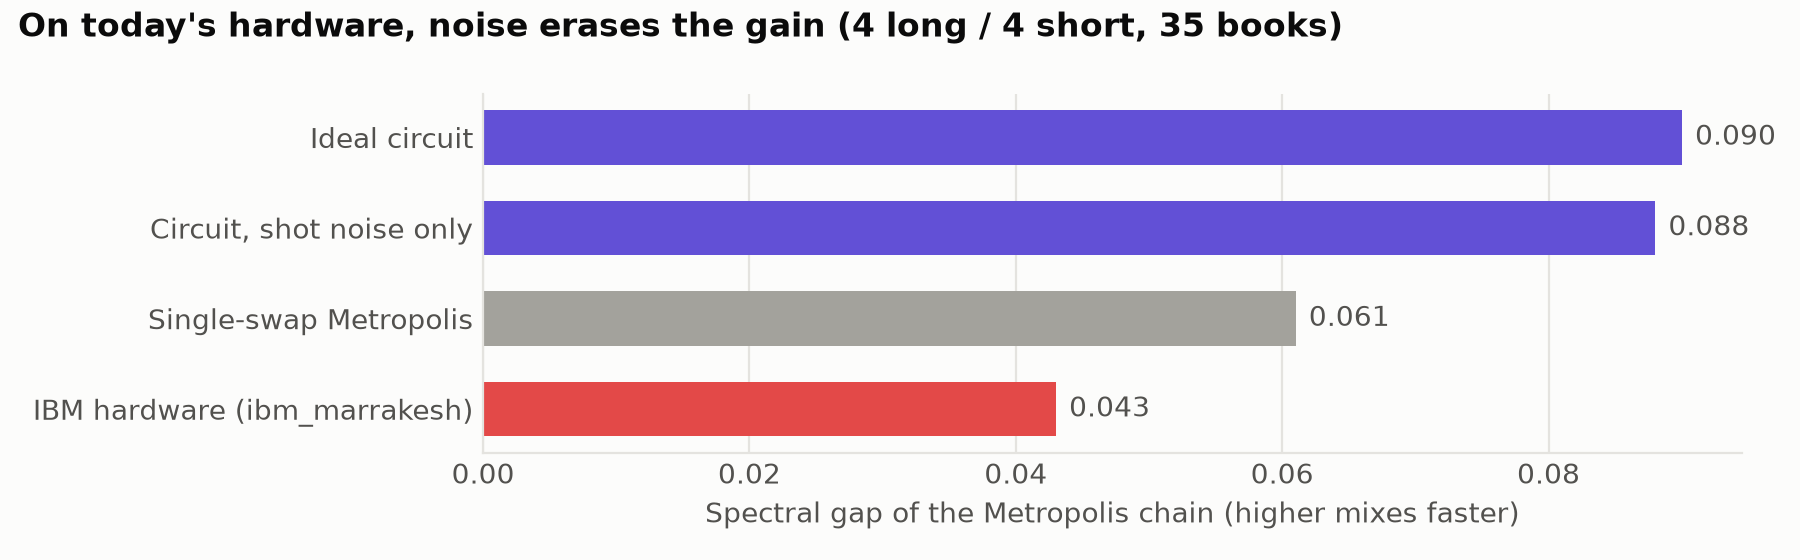 On today's hardware, noise erases the gain (4 long / 4 short, 35 books)
Ideal circuit
0.090
Circuit, shot noise only
0.088
Single-swap Metropolis
0.061
IBM hardware (ibm_marrakesh)
0.043
0.00 0.02 0.04 0.06 0.08
Spectral gap of the Metropolis chain (higher mixes faster)